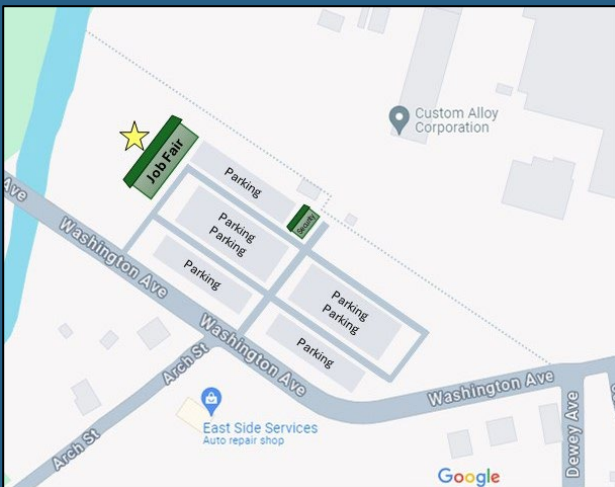 Custom Alloy
Corporation
Job Fair
Parking
Security
Ave
Washington Ave
Parking
Parking
Parking
Parking
Parking
Washington Ave
Parking
Arch St
Washington Ave
East Side Services
Auto repair shop
Arch St
Dewey Ave
Google